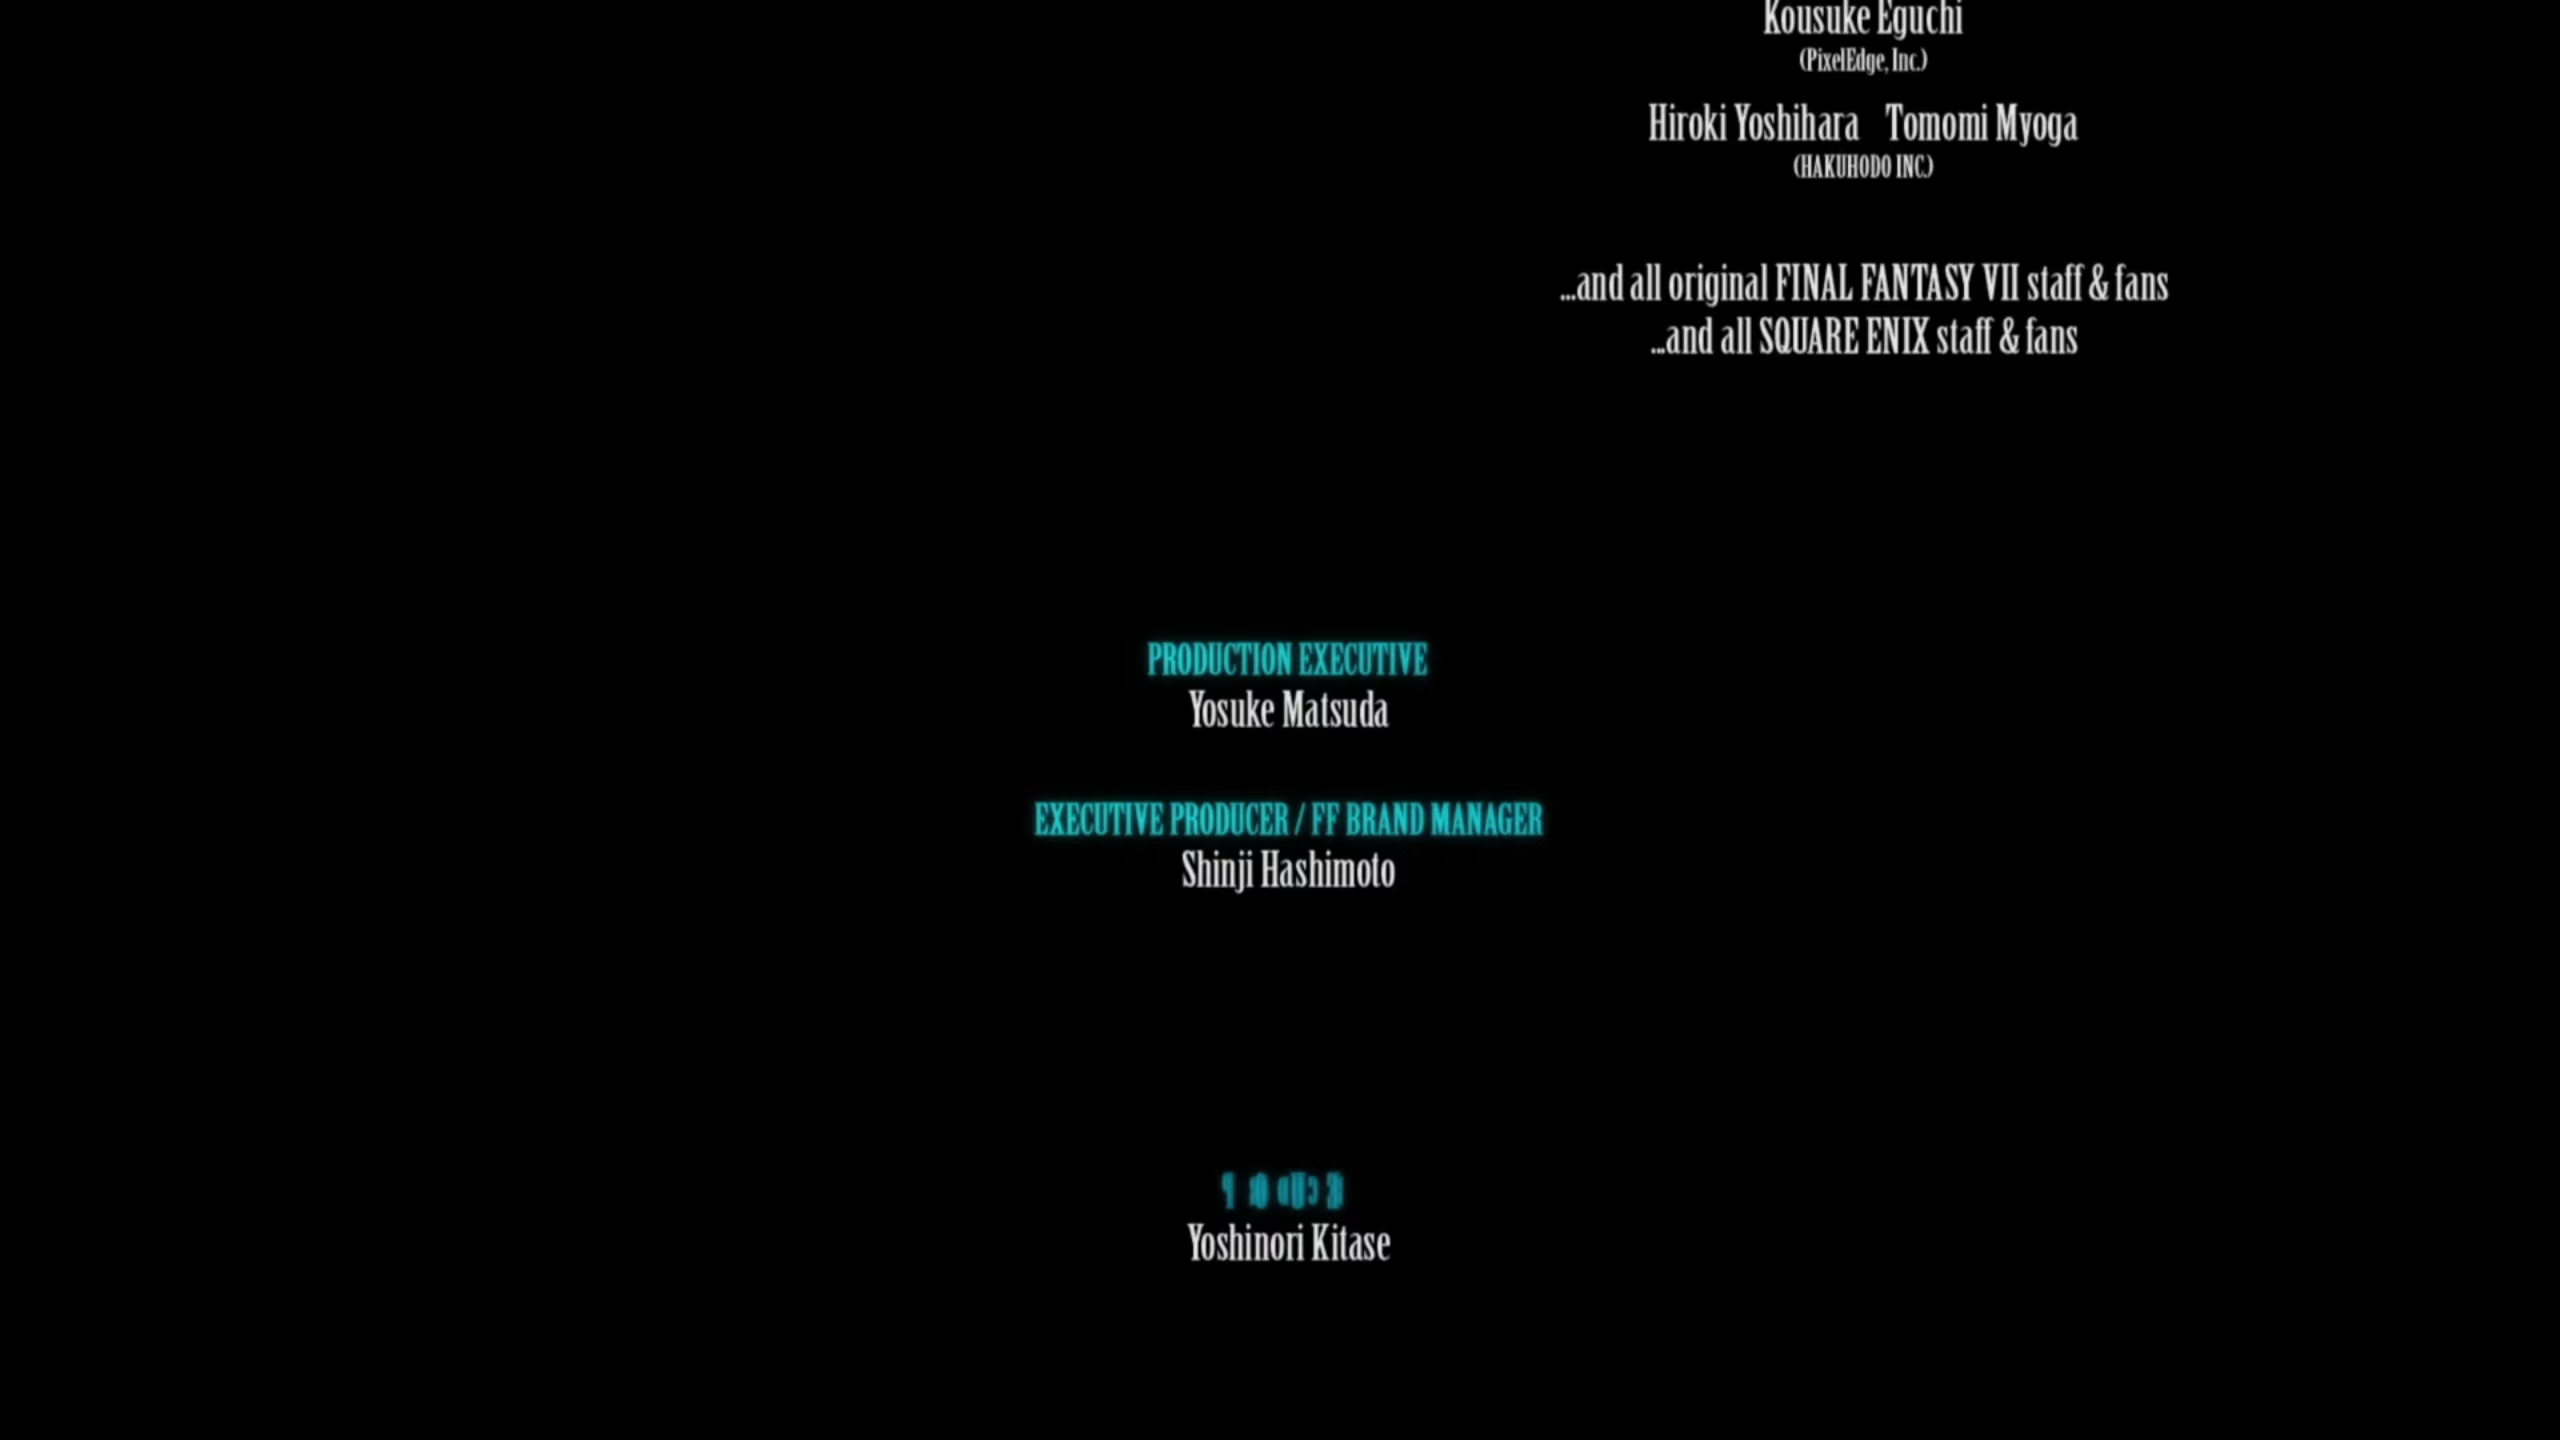 Kousuke Eguchi
(PixelEdge, Inc.)
Hiroki Yoshihara Tomomi Myoga
(HAKUHODO INC.)
...and all original FINAL FANTASY VII staff & fans
...and all SQUARE ENIX staff & fans
PRODUCTION EXECUTIVE
Yosuke Matsuda
EXECUTIVE PRODUCER / FF BRAND MANAGER
Shinji Hashimoto
Yoshinori Kitase